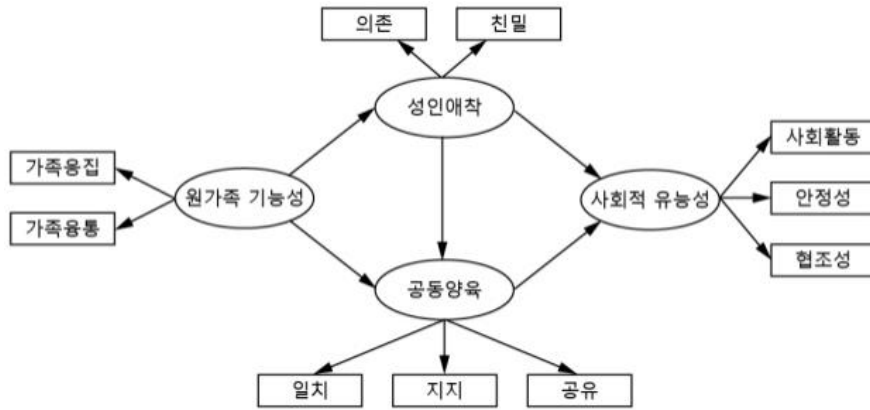 의존
친밀
성인애착
가족응집
원가족 기능성
가족융통
사회적 유능성
사회활동
안정성
협조성
공동양육
일치
지지
공유